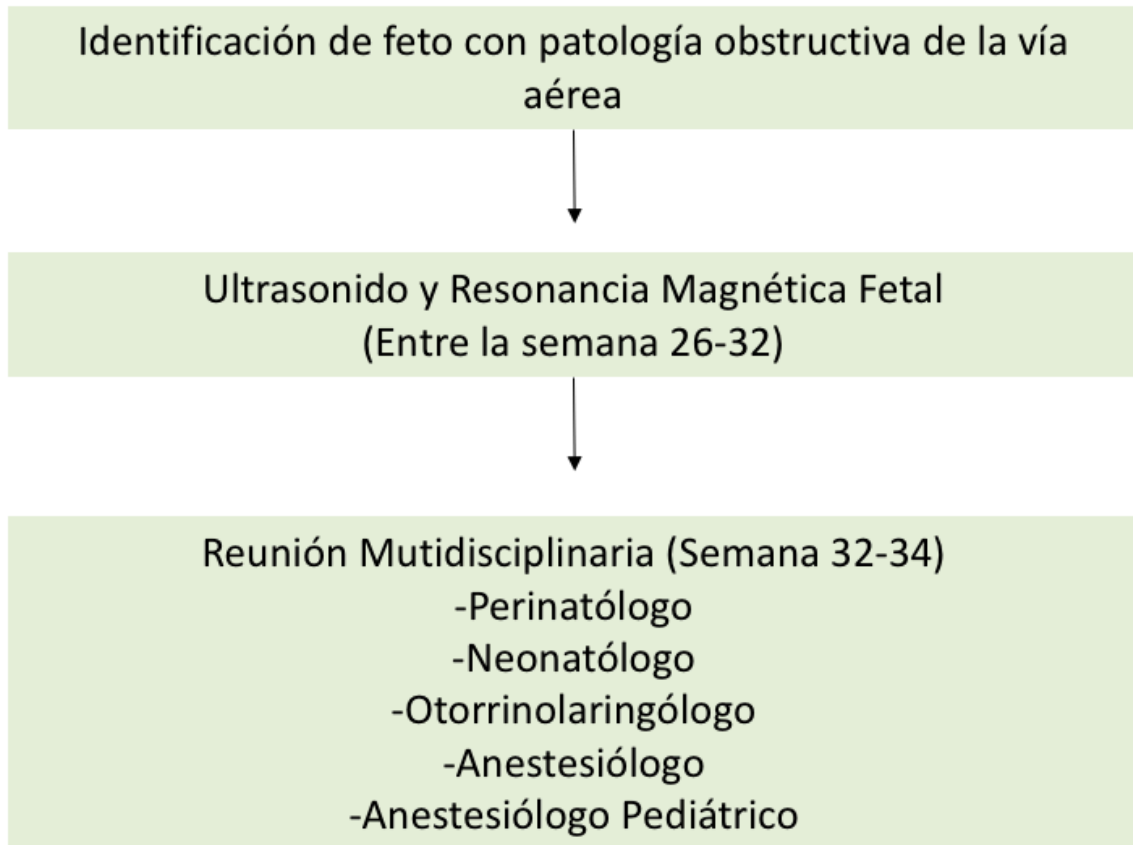 Identificación de feto con patología obstructiva de la vía
aérea
Ultrasonido y Resonancia Magnética Fetal
(Entre la semana 26-32)
Reunión Mutidisciplinaria (Semana 32-34)
-Perinatólogo
-Neonatólogo
-Otorrinolaringólogo
-Anestesiólogo
-Anestesiólogo Pediátrico